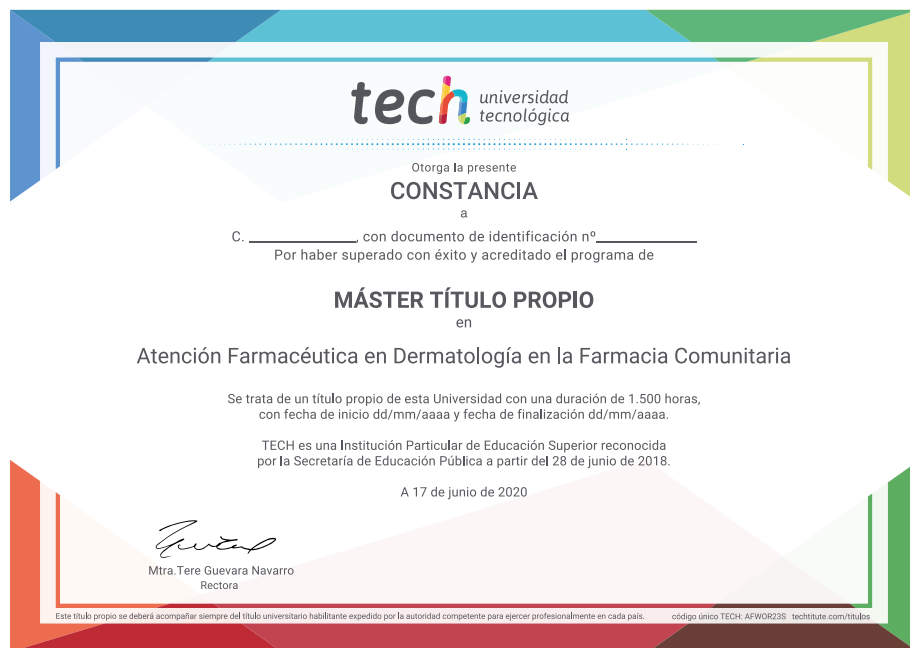 tech universidad
tecnológica
Otorga la presente
CONSTANCIA
a
C. ______________, con documento de identificación nº______________
Por haber superado con éxito y acreditado el programa de
MÁSTER TÍTULO PROPIO
en
Atención Farmacéutica en Dermatología en la Farmacia Comunitaria
Se trata de un título propio de esta Universidad con una duración de 1.500 horas,
con fecha de inicio dd/mm/aaaa y fecha de finalización dd/mm/aaaa.
TECH es una Institución Particular de Educación Superior reconocida
por la Secretaría de Educación Pública a partir del 28 de junio de 2018.
A 17 de junio de 2020
Mtra.Tere Guevara Navarro
Rectora
Este título propio se deberá acompañar siempre del título universitario habilitante expedido por la autoridad competente para ejercer profesionalmente en cada país. código único TECH: AFWOR23S techtitute.com/titulos